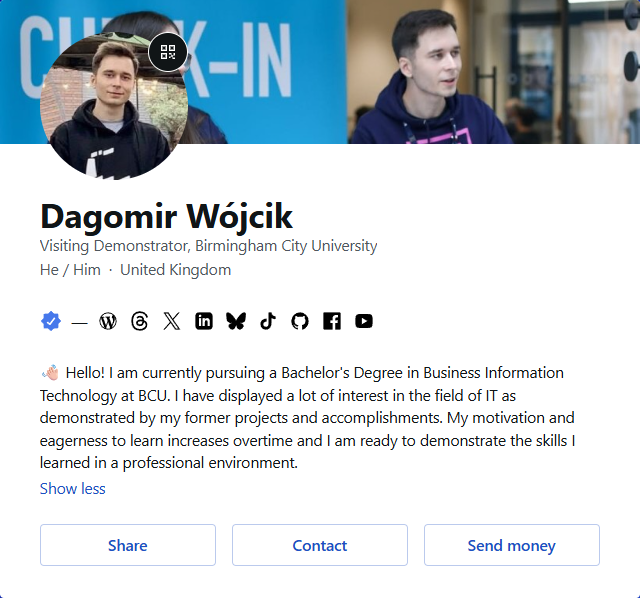 CHECK-IN
Dagomir Wójcik
Visiting Demonstrator, Birmingham City University
He / Him · United Kingdom
—
👋🏻 Hello! I am currently pursuing a Bachelor's Degree in Business Information
Technology at BCU. I have displayed a lot of interest in the field of IT as
demonstrated by my former projects and accomplishments. My motivation and
eagerness to learn increases overtime and I am ready to demonstrate the skills I
learned in a professional environment.
Show less
Share
Contact
Send money